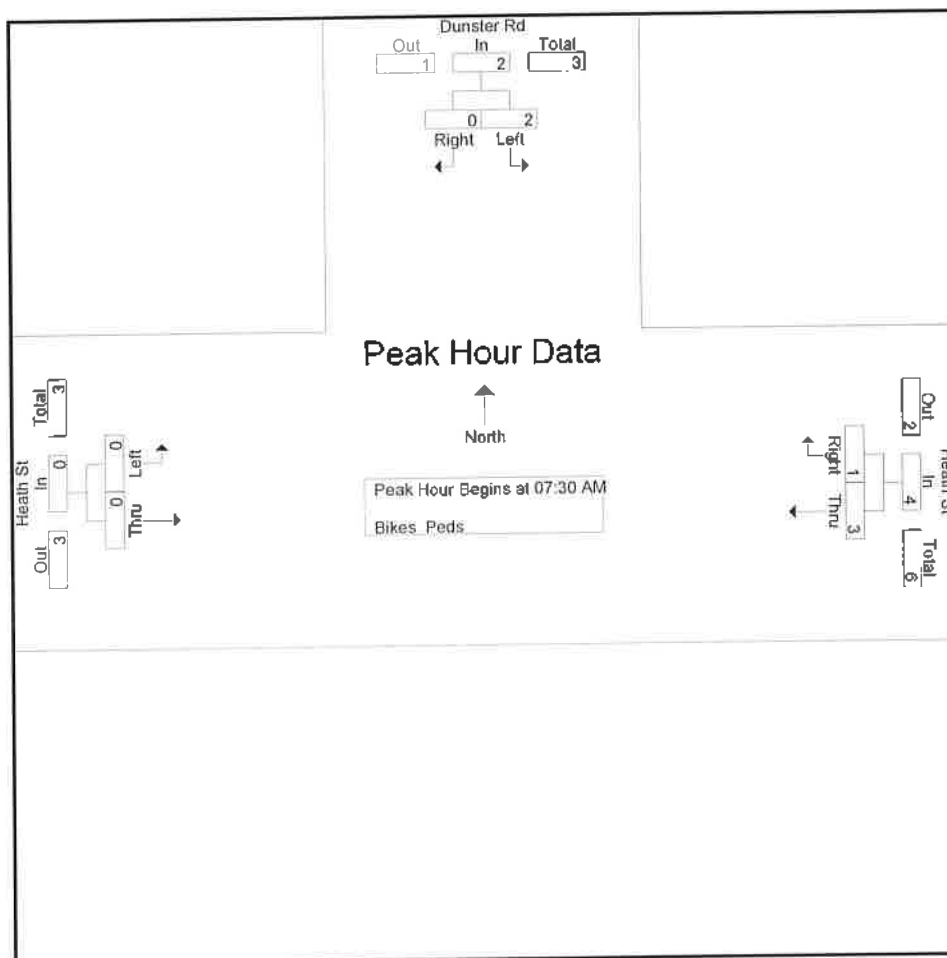 Dunster Rd
Out In Total
1 2 3
0 2
Right Left
Peak Hour Data
North
Peak Hour Begins at 07:30 AM
Bikes Peds
Heath St
Total In Out
3 0 3
0 0
Left Thru
Right Thru
1 3
2 4 6
Out In Total
Heath St